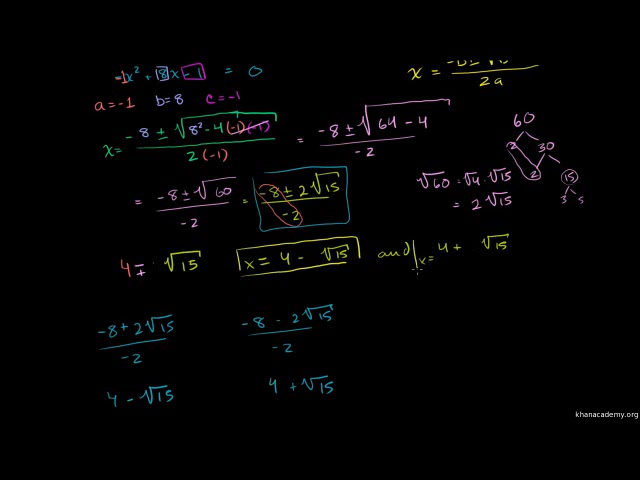 -1x² + 8x - 1 = 0
a = -1 b = 8 c = -1
x = (-8 ± √(8² - 4(-1)(-1))) / 2(-1) = (-8 ± √(64 - 4)) / -2
= (-8 ± √60) / -2 = (-8 ± 2√15) / -2
4 ∓ √15 x = 4 - √15 and x = 4 + √15
(-8 + 2√15) / -2 (-8 - 2√15) / -2
4 - √15 4 + √15
x = / 2a
60
2 30
2 15
3 5
√60 = √4 · √15
= 2√15
khanacademy.org